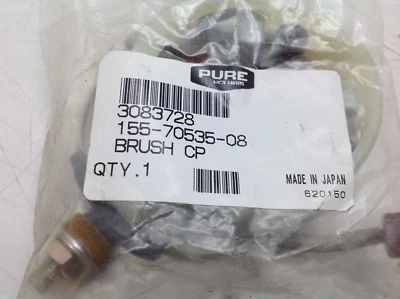 PURE
POLARIS
3083728
155-70535-08
BRUSH CP
QTY.1
MADE IN JAPAN
620150